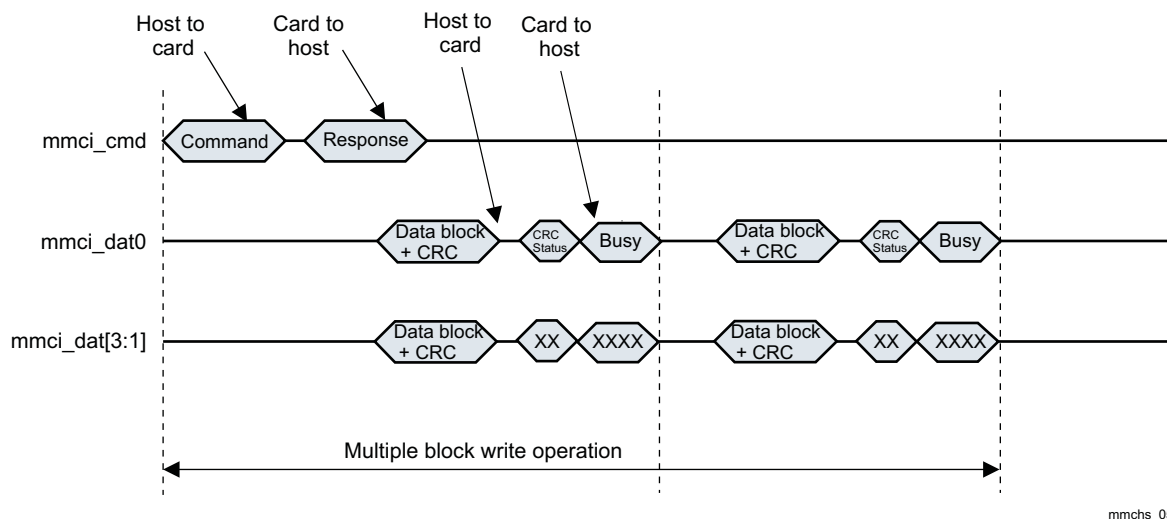 Host to
card
Card to
host
Host to
card
Card to
host
mmci_cmd
Command
Response
mmci_dat0
Data block
+ CRC
CRC
Status
Busy
Data block
+ CRC
CRC
Status
Busy
mmci_dat[3:1]
Data block
+ CRC
XX
XXXX
Data block
+ CRC
XX
XXXX
Multiple block write operation